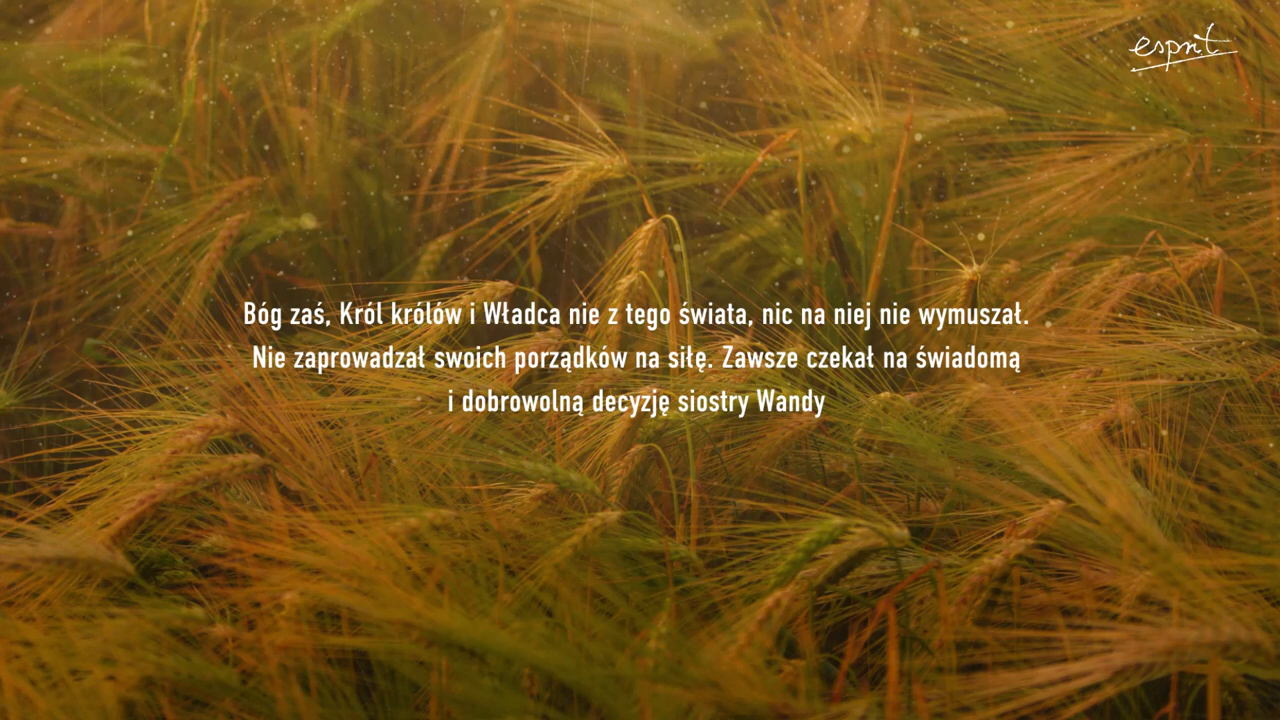 esprit
Bóg zaś, Król królów i Władca nie z tego świata, nic na niej nie wymuszał.
Nie zaprowadzał swoich porządków na siłę. Zawsze czekał na świadomą
i dobrowolną decyzję siostry Wandy